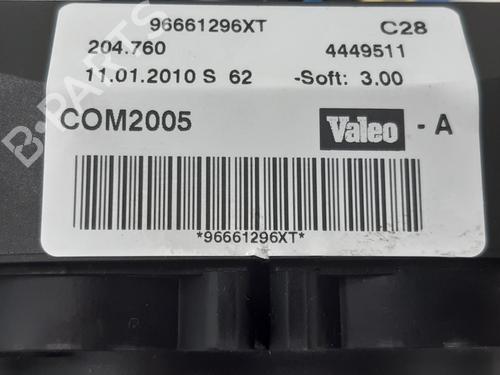 96661296XT C28
204.760 4449511
11.01.2010 S 62 -Soft: 3.00
COM2005 Valeo - A
*96661296XT*
B-PARTS